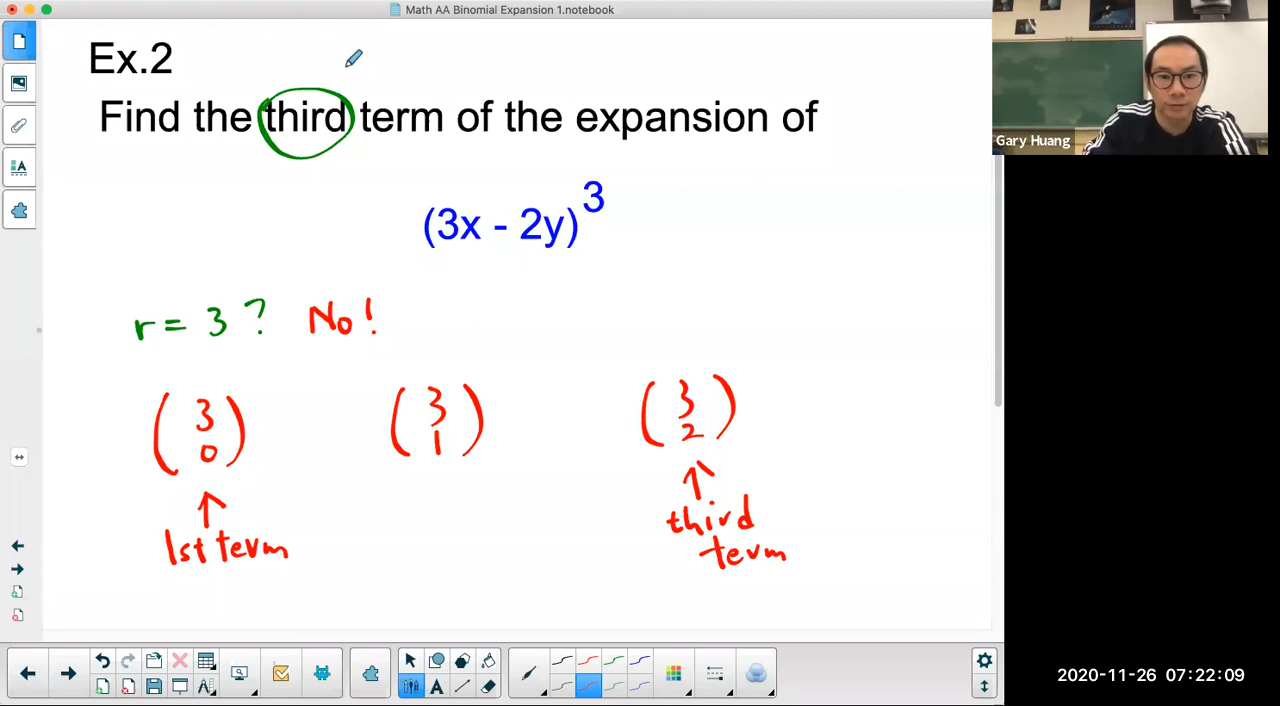 Math AA Binomial Expansion 1.notebook
Ex.2
Find the third term of the expansion of
(3x - 2y)^3
r = 3 ? No!
(3 0) (3 1) (3 2)
↑ ↑
1st term third term
Gary Huang
2020-11-26 07:22:09